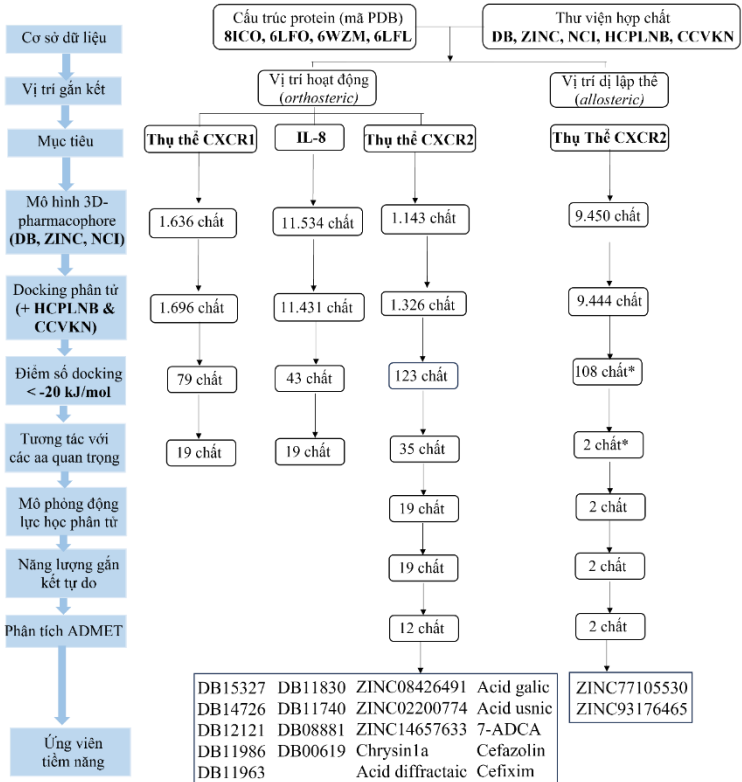 Cấu trúc protein (mã PDB)
8ICO, 6LFO, 6WZM, 6LFL
Thư viện hợp chất
DB, ZINC, NCI, HCPLNB, CCVKN
Cơ sở dữ liệu
Vị trí gắn kết
Vị trí hoạt động
(orthosteric)
Vị trí dị lập thể
(allosteric)
Mục tiêu
Thụ thể CXCR1
IL-8
Thụ thể CXCR2
Thụ Thể CXCR2
Mô hình 3D-
pharmacophore
(DB, ZINC, NCI)
1.636 chất
11.534 chất
1.143 chất
9.450 chất
Docking phân tử
(+ HCPLNB &
CCVKN)
1.696 chất
11.431 chất
1.326 chất
9.444 chất
Điểm số docking
< -20 kJ/mol
79 chất
43 chất
123 chất
108 chất*
Tương tác với
các aa quan trọng
19 chất
19 chất
35 chất
2 chất*
Mô phỏng động
lực học phân tử
19 chất
2 chất
Năng lượng gắn
kết tự do
19 chất
2 chất
Phân tích ADMET
12 chất
2 chất
Ứng viên
tiềm năng
DB15327 DB11830 ZINC08426491 Acid galic
DB14726 DB11740 ZINC02200774 Acid usnic
DB12121 DB08881 ZINC14657633 7-ADCA
DB11986 DB00619 Chrysin1a Cefazolin
DB11963 Acid diffractaic Cefixim
ZINC77105530
ZINC93176465